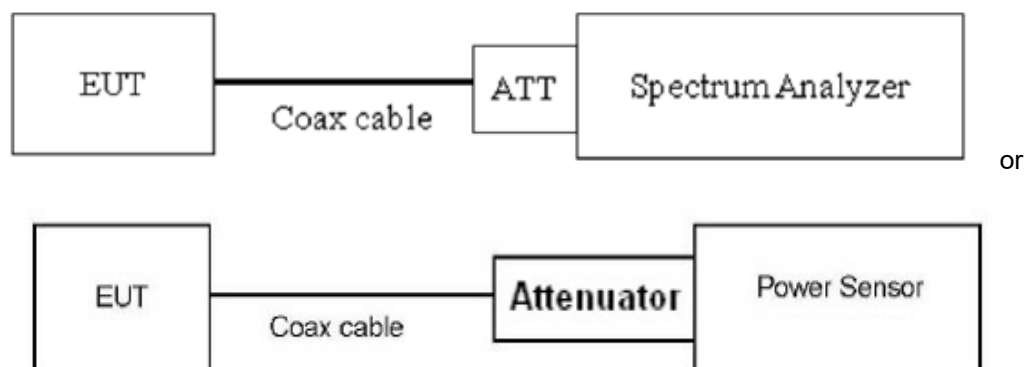 EUT
Coax cable
ATT
Spectrum Analyzer
or
EUT
Coax cable
Attenuator
Power Sensor